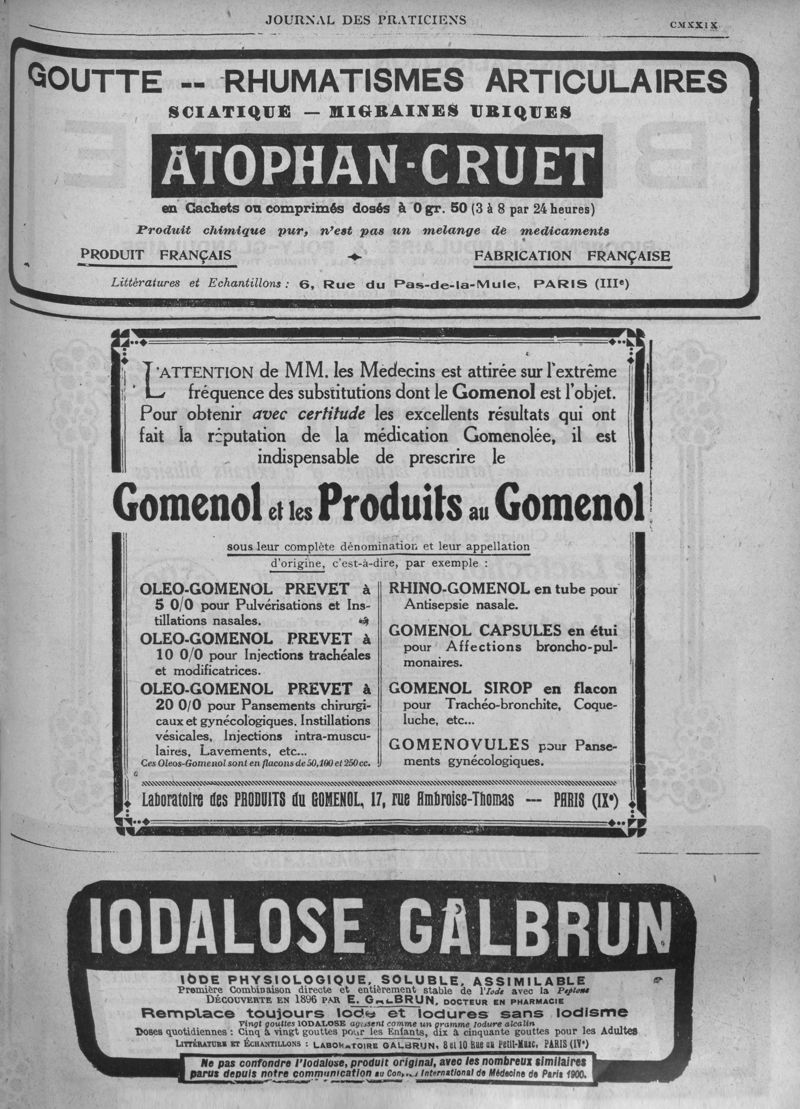 JOURNAL DES PRATICIENS
CMXXIX
GOUTTE -- RHUMATISMES ARTICULAIRES
SCIATIQUE — MIGRAINES URIQUES
ATOPHAN-CRUET
en Cachets ou comprimés dosés à 0 gr. 50 (3 à 8 par 24 heures)
Produit chimique pur, n'est pas un melange de medicaments
PRODUIT FRANÇAIS
FABRICATION FRANÇAISE
Littératures et Echantillons : 6, Rue du Pas-de-la-Mule, PARIS (IIIe)
L'ATTENTION de MM. les Médecins est attirée sur l'extrême
fréquence des substitutions dont le Gomenol est l'objet.
Pour obtenir avec certitude les excellents résultats qui ont
fait la réputation de la médication Gomenolée, il est
indispensable de prescrire le
Gomenol et les Produits au Gomenol
sous leur complète dénomination et leur appellation
d'origine, c'est-à-dire, par exemple :
OLEO-GOMENOL PREVET à
5 0/0 pour Pulvérisations et Ins-
tillations nasales.
OLEO-GOMENOL PREVET à
10 0/0 pour Injections trachéales
et modificatrices.
OLEO-GOMENOL PREVET à
20 0/0 pour Pansements chirurgi-
caux et gynécologiques, Instillations
vésicales, Injections intra-muscu-
laires, Lavements, etc...
Ces Oleos-Gomenol sont en flacons de 50, 100 et 250 cc.
RHINO-GOMENOL en tube pour
Antisepsie nasale.
GOMENOL CAPSULES en étui
pour Affections broncho-pul-
monaires.
GOMENOL SIROP en flacon
pour Trachéo-bronchite, Coque-
luche, etc...
GOMENOVULES pour Panse-
ments gynécologiques.
Laboratoire des PRODUITS du GOMENOL, 17, rue Ambroise-Thomas — PARIS (IXe)
IODALOSE GALBRUN
IODE PHYSIOLOGIQUE, SOLUBLE, ASSIMILABLE
Première Combinaison directe et entièrement stable de l'Iode avec la Peptone
DÉCOUVERTE EN 1896 PAR E. GALBRUN, DOCTEUR EN PHARMACIE
Remplace toujours Iode et Iodures sans Iodisme
Vingt gouttes IODALOSE agissent comme un gramme Iodure alcalin
Doses quotidiennes : Cinq à vingt gouttes pour les Enfants, dix à cinquante gouttes pour les Adultes
LITTÉRATURE ET ÉCHANTILLONS : LABORATOIRE GALBRUN, 8 et 10 Rue du Petit-Musc, PARIS (IVe)
Ne pas confondre l'Iodalose, produit original, avec les nombreux similaires
parus depuis notre communication au Congrès International de Médecine de Paris 1900.